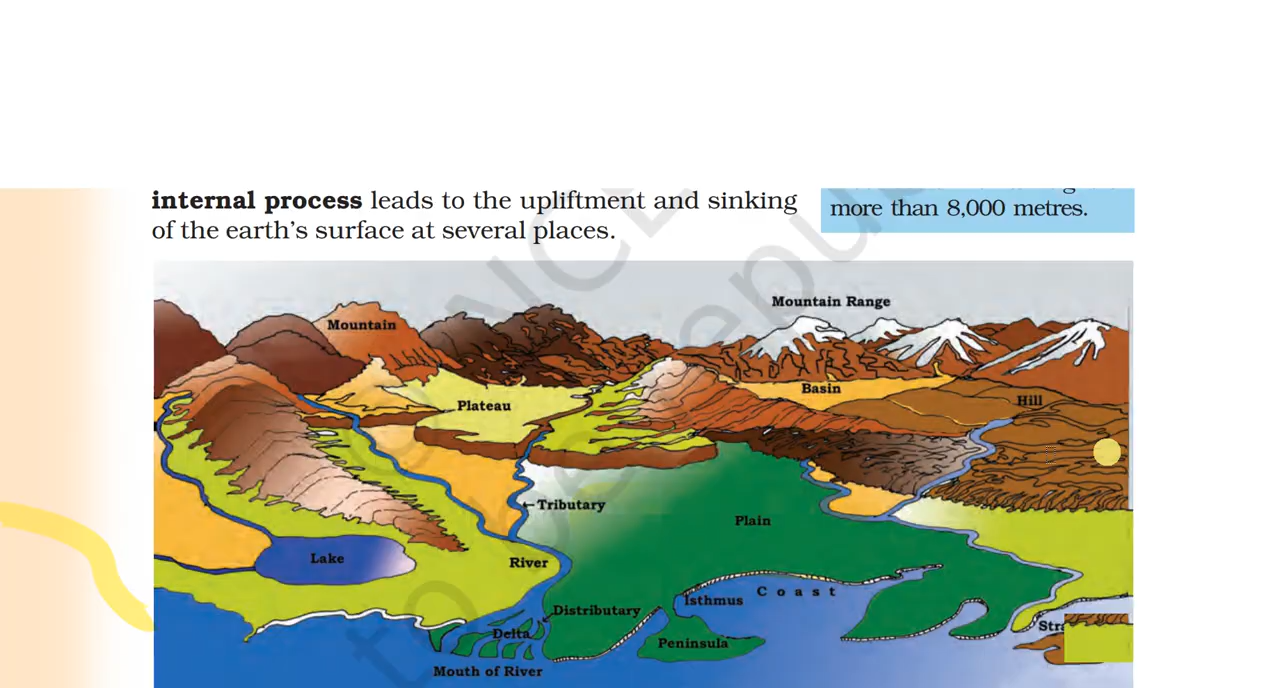 internal process leads to the upliftment and sinking
of the earth's surface at several places.
more than 8,000 metres.
Mountain Range
Mountain
Basin
Hill
Plateau
Tributary
Plain
Lake
River
Coast
Isthmus
Distributary
Delta
Peninsula
Mouth of River